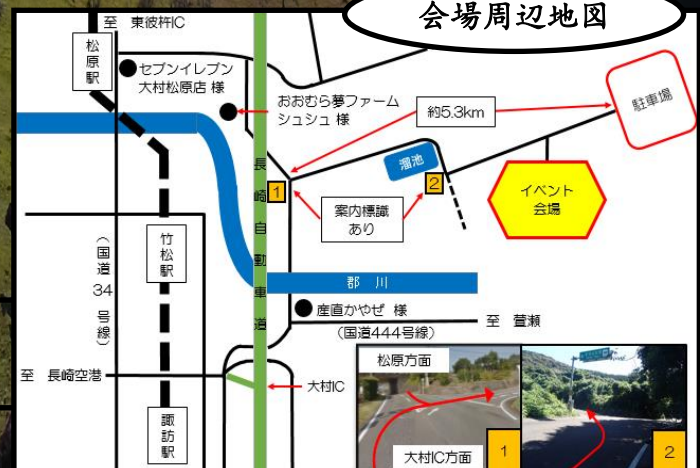 会場周辺地図
至 東彼杵IC
松原駅
セブンイレブン
大村松原店 様
おおむら夢ファーム
シュシュ 様
約5.3km
駐車場
溜池
長崎自動車道
1
2
案内標識
あり
イベント
会場
竹松駅
(国道34号線)
郡川
産直かやぜ 様
(国道444号線)
至 萱瀬
至 長崎空港
大村IC
諏訪駅
松原方面
大村IC方面
1
2